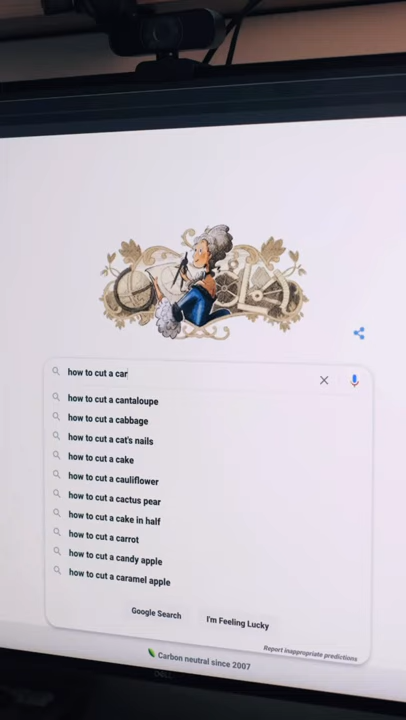 how to cut a car
how to cut a cantaloupe
how to cut a cabbage
how to cut a cat's nails
how to cut a cake
how to cut a cauliflower
how to cut a cactus pear
how to cut a cake in half
how to cut a carrot
how to cut a candy apple
how to cut a caramel apple
Google Search I'm Feeling Lucky
Report inappropriate predictions
Carbon neutral since 2007
DELL